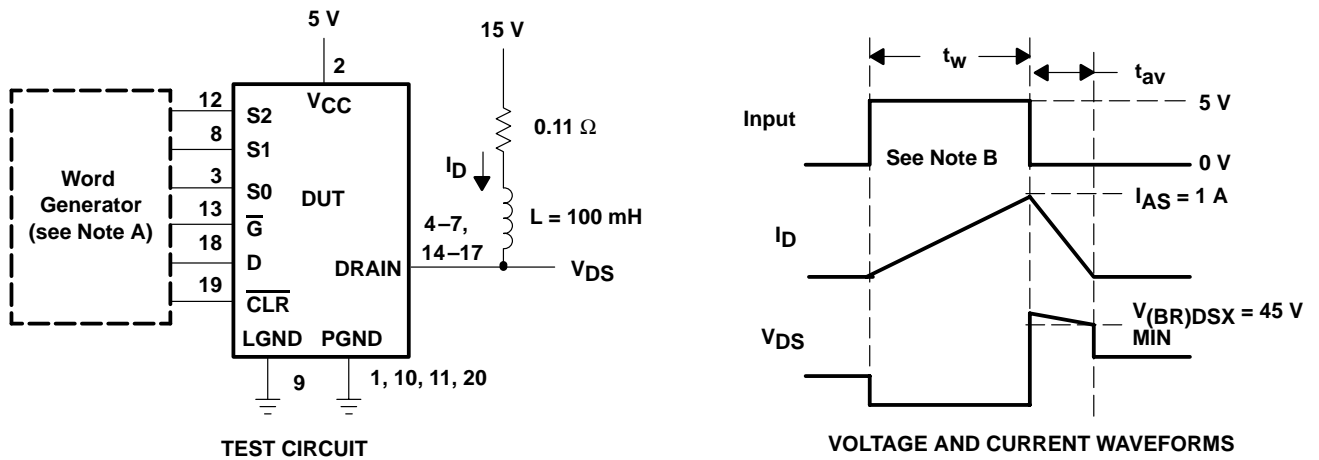 5 V
15 V
2
VCC
12
S2
8
S1
3
S0
13
G
18
D
19
CLR
Word
Generator
(see Note A)
DUT
DRAIN
4–7,
14–17
LGND
PGND
9
1, 10, 11, 20
0.11 Ω
ID
L = 100 mH
VDS
TEST CIRCUIT
tw
tav
Input
5 V
See Note B
0 V
IAS = 1 A
ID
V(BR)DSX = 45 V
MIN
VDS
VOLTAGE AND CURRENT WAVEFORMS